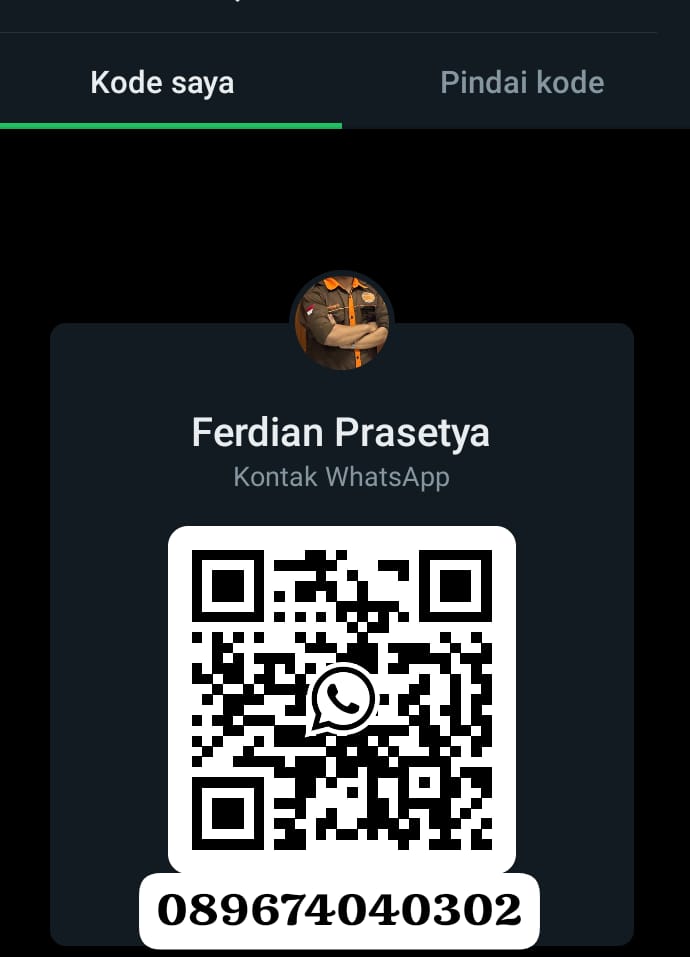 Kode saya
Pindai kode
Ferdian Prasetya
Kontak WhatsApp
089674040302